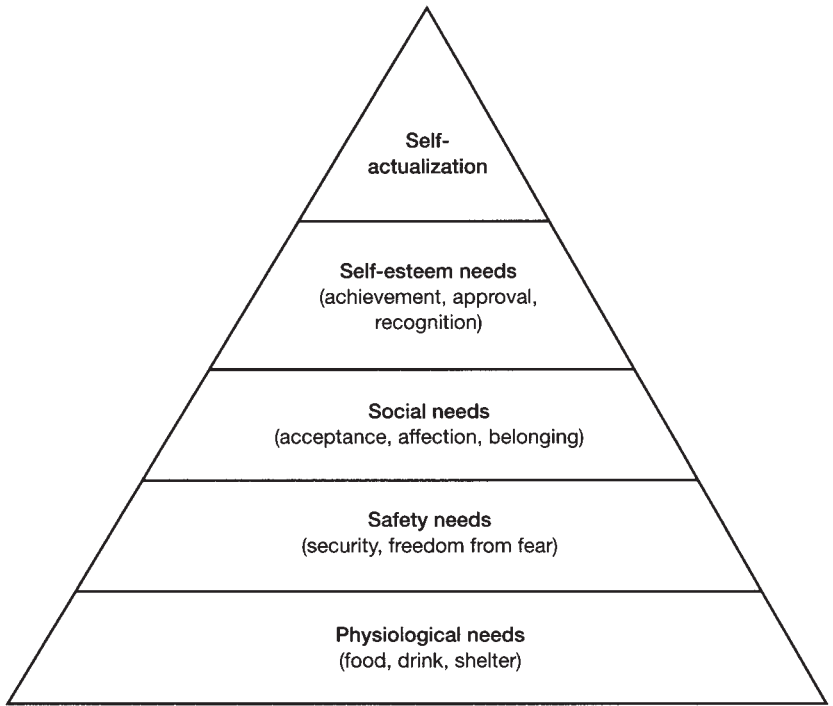 Self-
actualization
Self-esteem needs
(achievement, approval,
recognition)
Social needs
(acceptance, affection, belonging)
Safety needs
(security, freedom from fear)
Physiological needs
(food, drink, shelter)